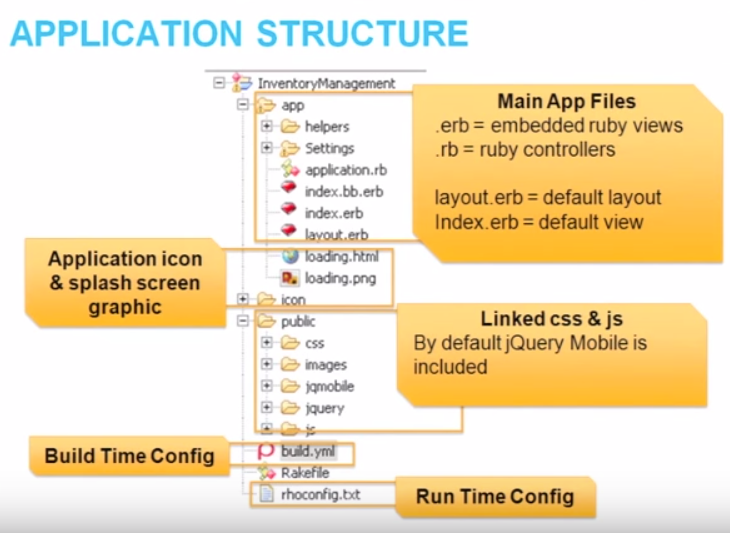 APPLICATION STRUCTURE
InventoryManagement
app
helpers
Settings
application.rb
index.bb.erb
index.erb
layout.erb
loading.html
loading.png
icon
public
css
images
jqmobile
jquery
js
build.yml
Rakefile
rhoconfig.txt
Main App Files
.erb = embedded ruby views
.rb = ruby controllers
layout.erb = default layout
Index.erb = default view
Application icon
& splash screen
graphic
Linked css & js
By default jQuery Mobile is
included
Build Time Config
Run Time Config